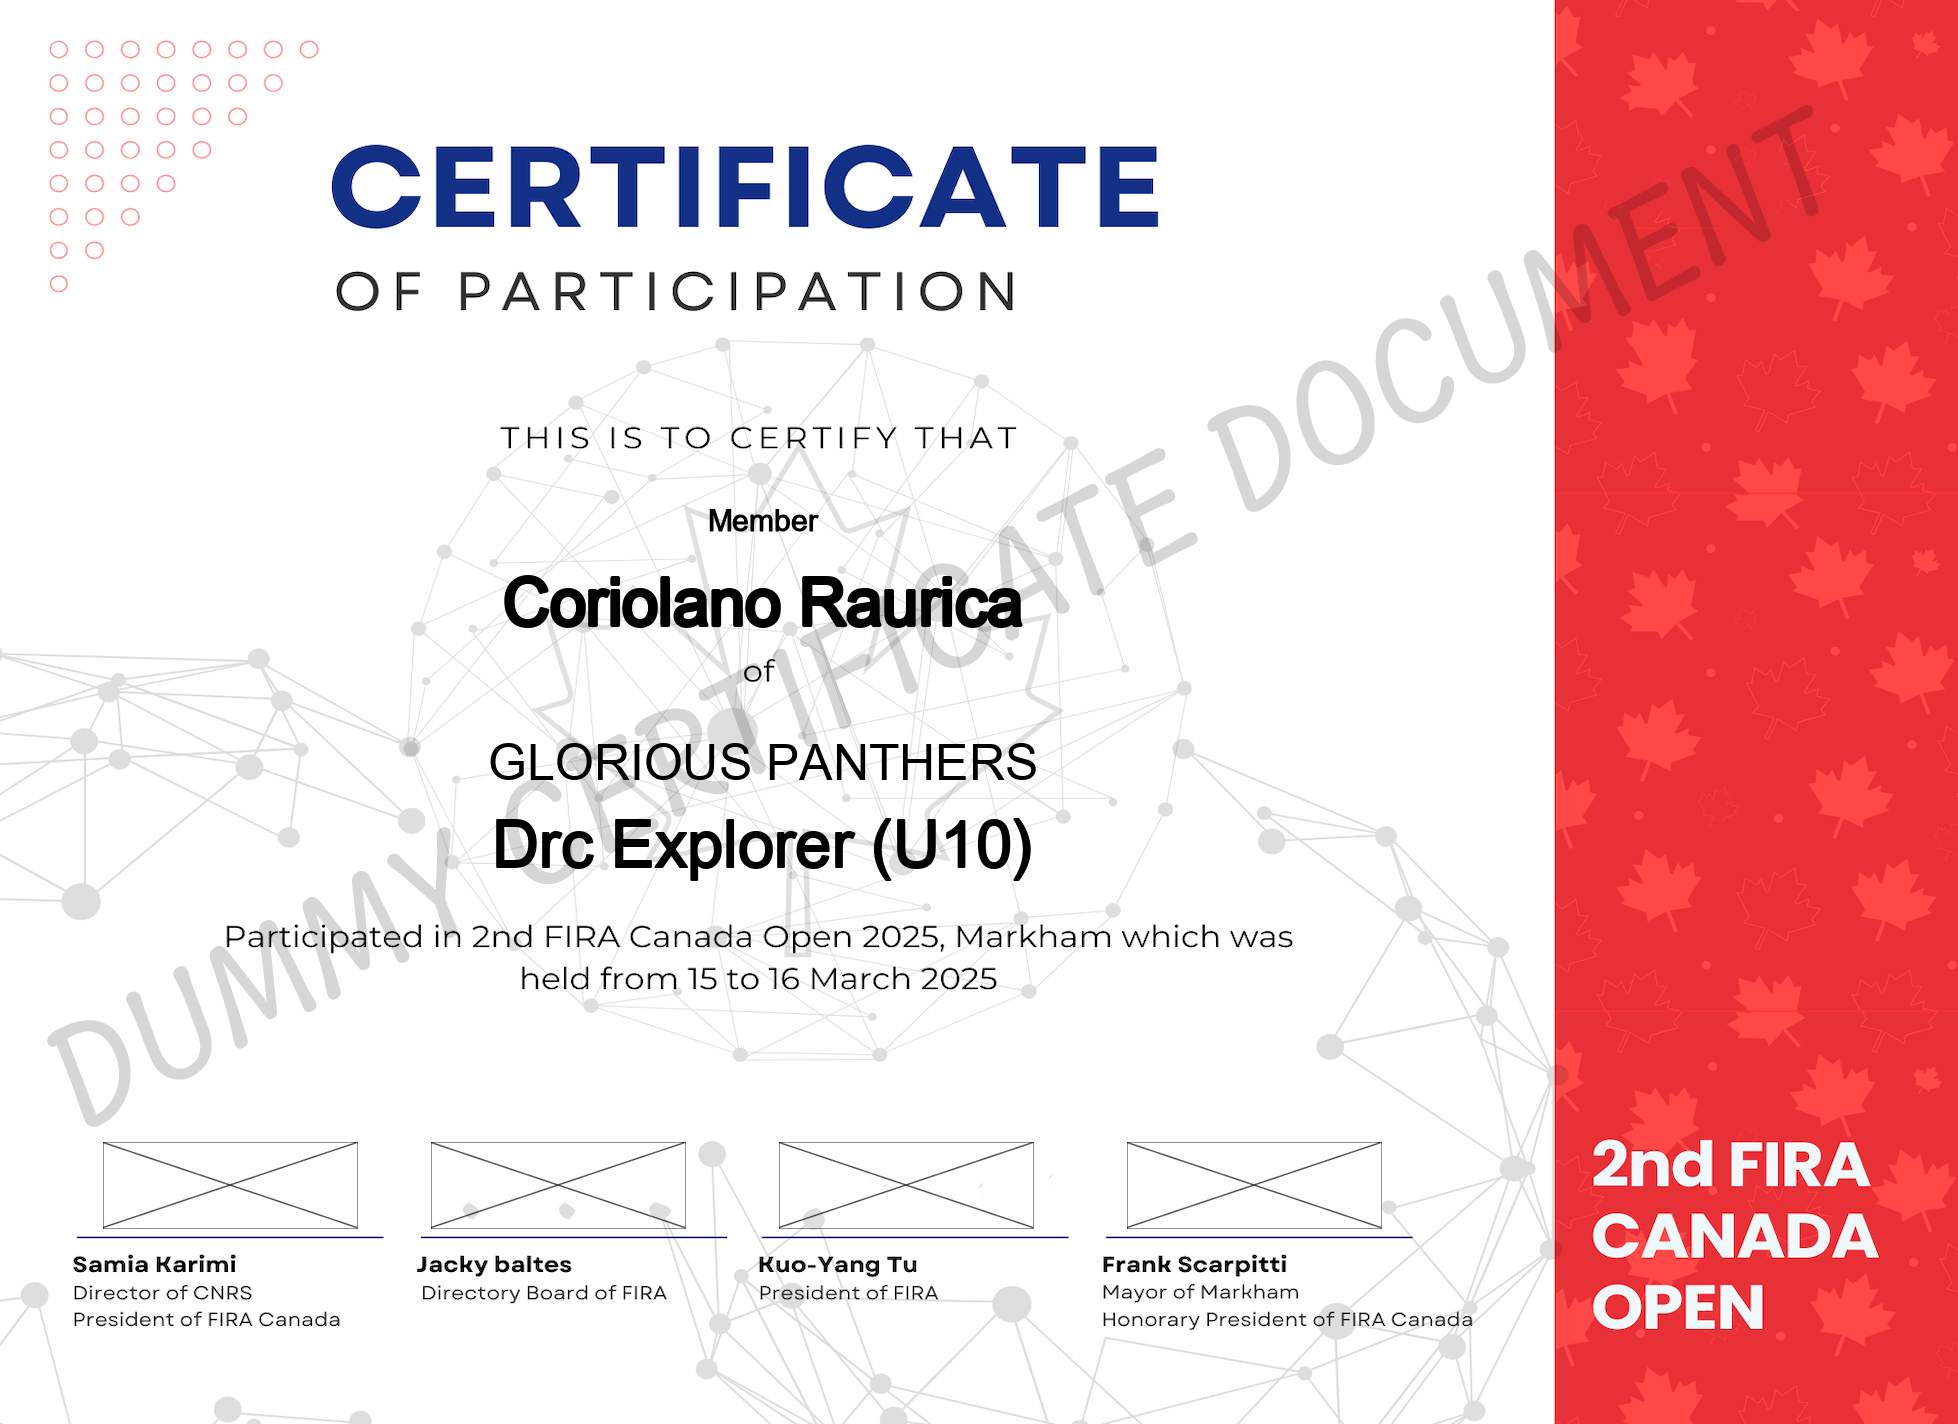 CERTIFICATE
OF PARTICIPATION
THIS IS TO CERTIFY THAT
Member
Coriolano Raurica
of
GLORIOUS PANTHERS
Drc Explorer (U10)
Participated in 2nd FIRA Canada Open 2025, Markham which was
held from 15 to 16 March 2025
DUMMY CERTIFICATE DOCUMENT
Samia Karimi
Director of CNRS
President of FIRA Canada
Jacky baltes
Directory Board of FIRA
Kuo-Yang Tu
President of FIRA
Frank Scarpitti
Mayor of Markham
Honorary President of FIRA Canada
2nd FIRA
CANADA
OPEN